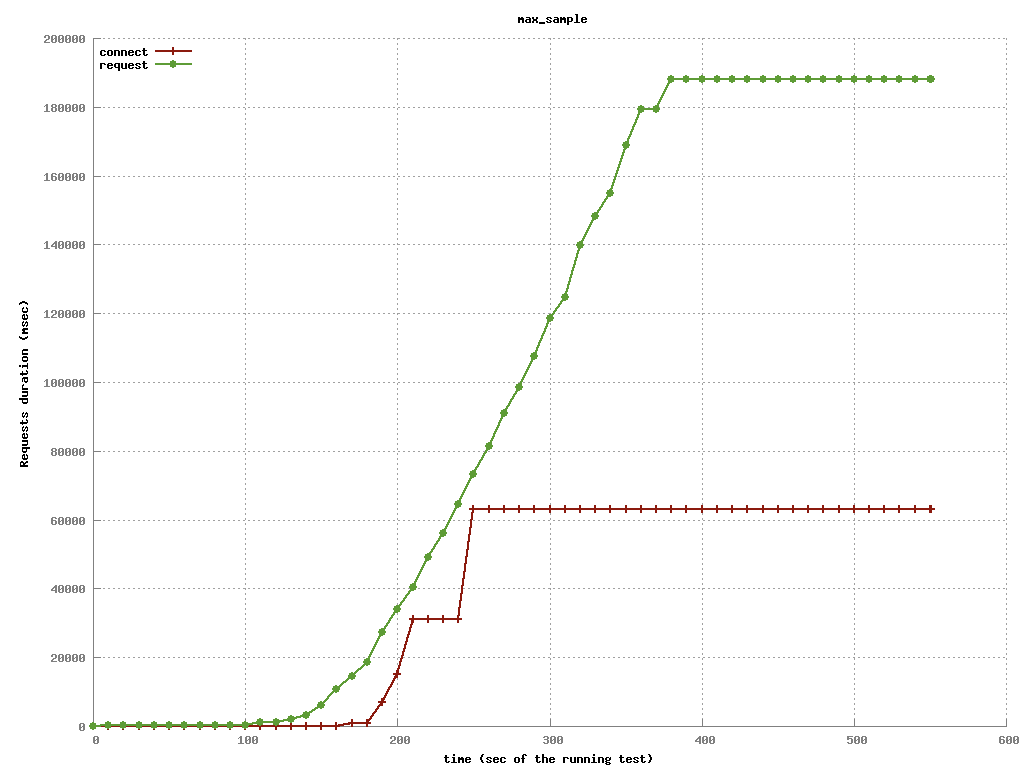 max_sample
connect
request
200000
180000
160000
140000
120000
100000
80000
60000
40000
20000
0
Requests duration (msec)
0 100 200 300 400 500 600
time (sec of the running test)